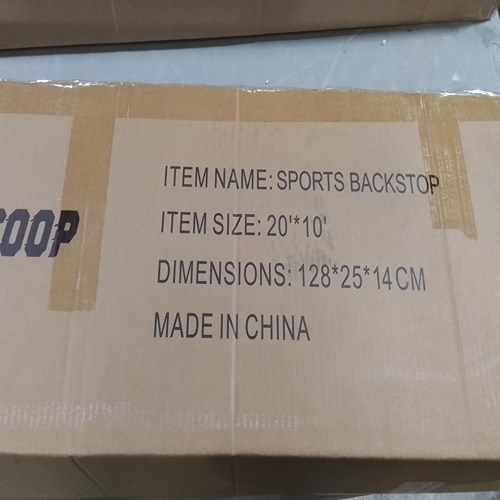 COOP
ITEM NAME: SPORTS BACKSTOP
ITEM SIZE: 20'*10'
DIMENSIONS: 128*25*14CM
MADE IN CHINA